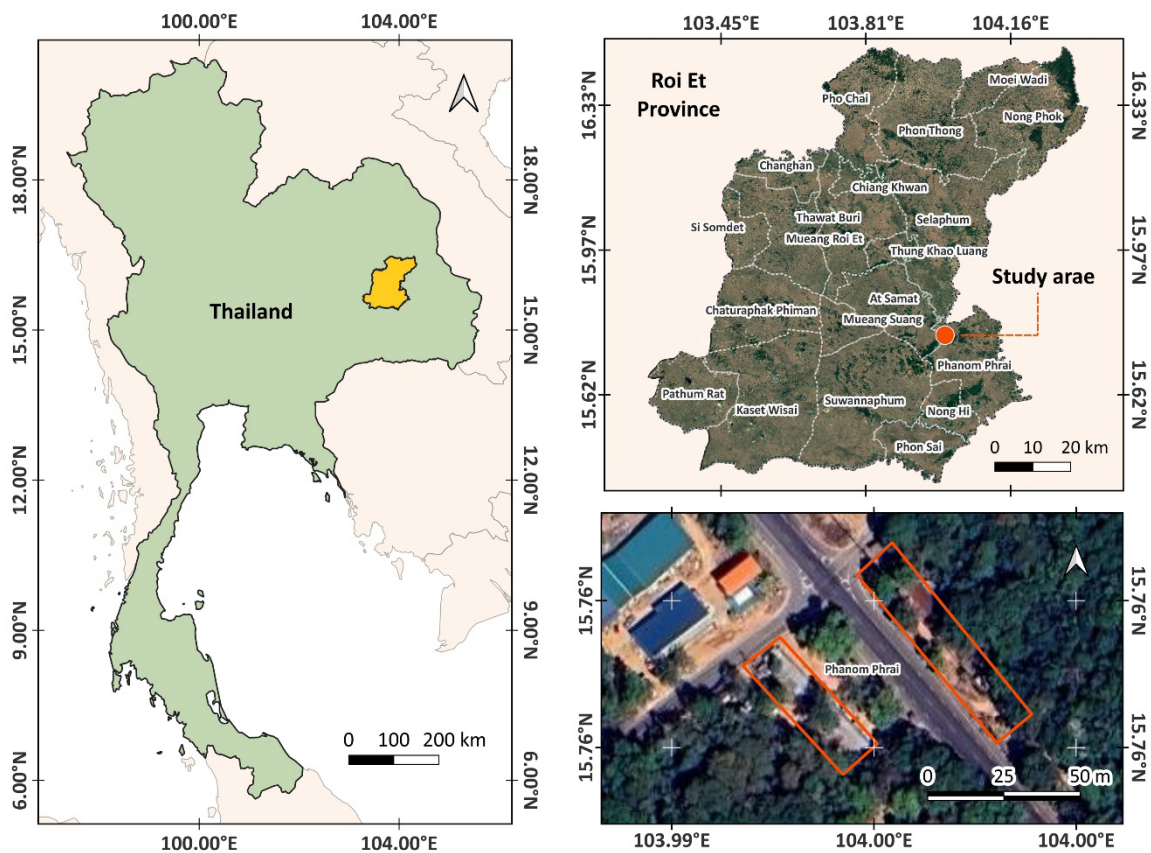 100.00°E 104.00°E
18.00°N 18.00°N
Thailand
15.00°N 15.00°N
12.00°N 12.00°N
9.00°N 9.00°N
6.00°N 6.00°N
0 100 200 km
100.00°E 104.00°E
103.45°E 103.81°E 104.16°E
Roi Et
Province
16.33°N 16.33°N
Moei Wadi
Pho Chai
Nong Phok
Phon Thong
Changhan
Chiang Khwan
Thawat Buri
Selaphum
Si Somdet
Mueang Roi Et
15.97°N 15.97°N
Thung Khao Luang
Study arae
At Samat
Chaturaphak Phiman
Mueang Suang
Phanom Phrai
15.62°N 15.62°N
Pathum Rat
Suwannaphum
Kaset Wisai
Nong Hi
Phon Sai
0 10 20 km
103.45°E 103.81°E 104.16°E
15.76°N 15.76°N
Phanom Phrai
15.76°N 15.76°N
0 25 50 m
103.99°E 104.00°E 104.00°E